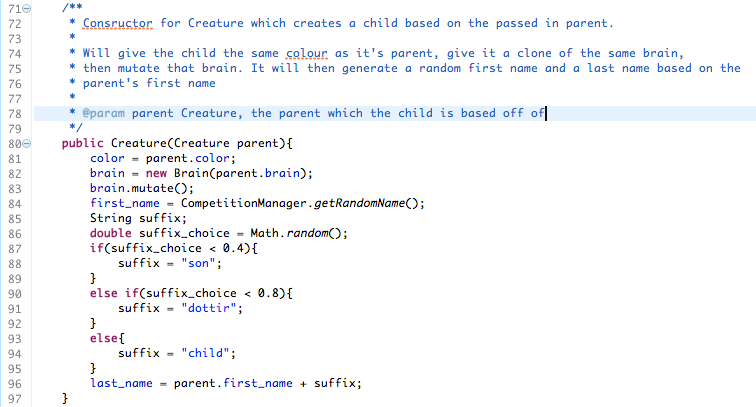 71 /**
72 * Consructor for Creature which creates a child based on the passed in parent.
73 *
74 * Will give the child the same colour as it's parent, give it a clone of the same brain,
75 * then mutate that brain. It will then generate a random first name and a last name based on the
76 * parent's first name
77 *
78 * @param parent Creature, the parent which the child is based off of
79 */
80 public Creature(Creature parent){
81 color = parent.color;
82 brain = new Brain(parent.brain);
83 brain.mutate();
84 first_name = CompetitionManager.getRandomName();
85 String suffix;
86 double suffix_choice = Math.random();
87 if(suffix_choice < 0.4){
88 suffix = "son";
89 }
90 else if(suffix_choice < 0.8){
91 suffix = "dottir";
92 }
93 else{
94 suffix = "child";
95 }
96 last_name = parent.first_name + suffix;
97 }